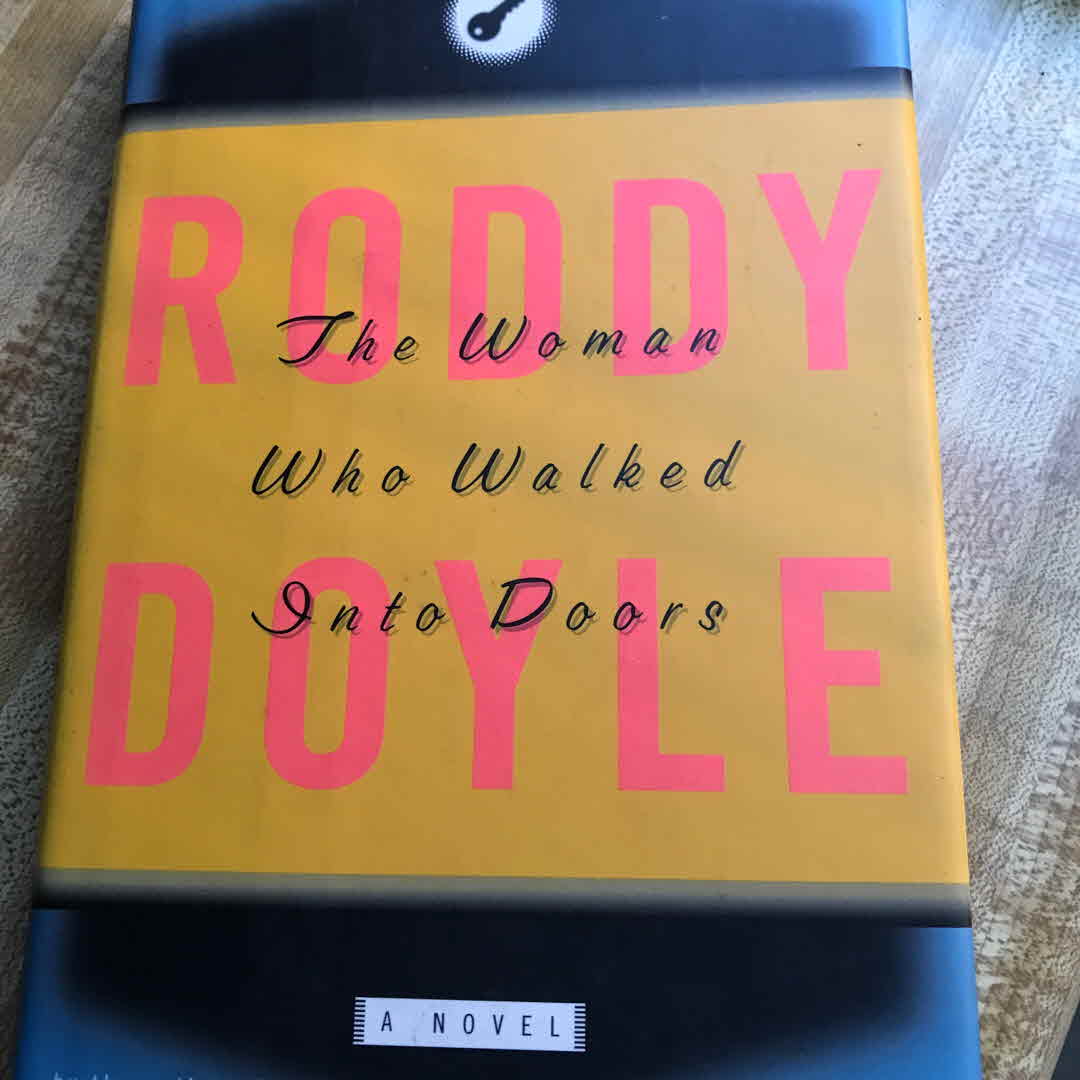 RODDY
The Woman
Who Walked
DOYLE
Into Doors
A NOVEL